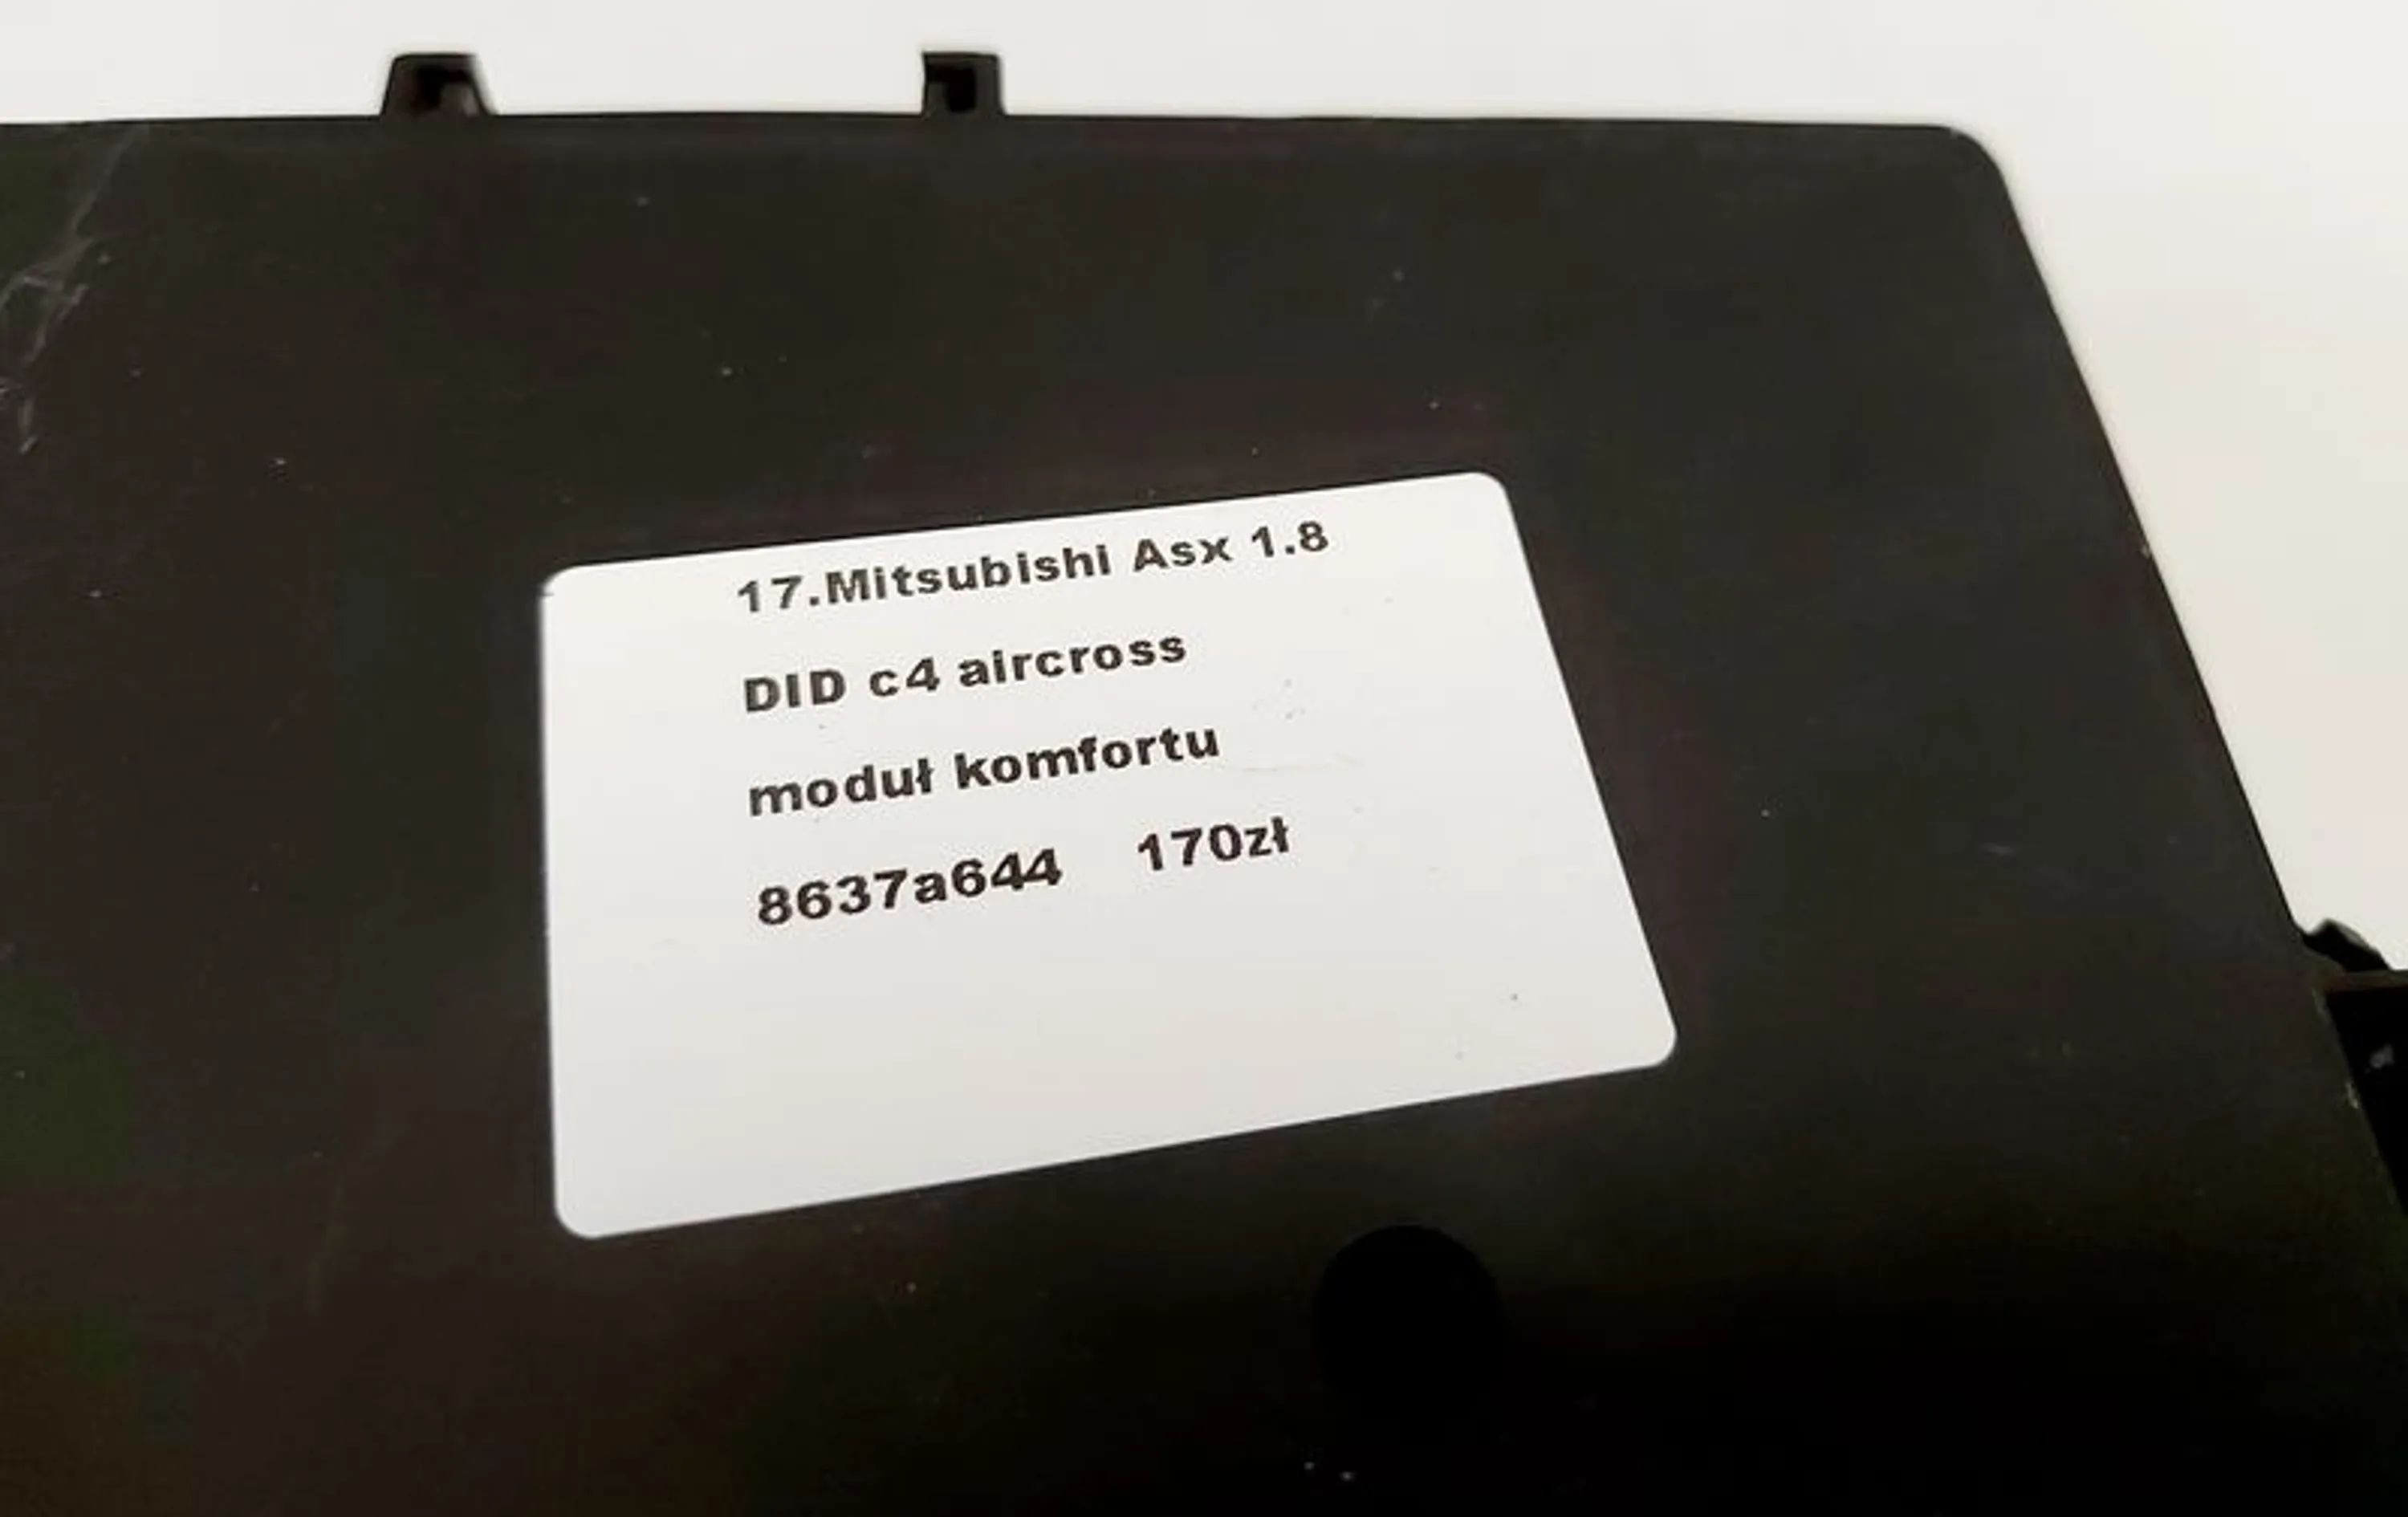 17.Mitsubishi Asx 1.8
DID c4 aircross
moduł komfortu
8637a644 170zł